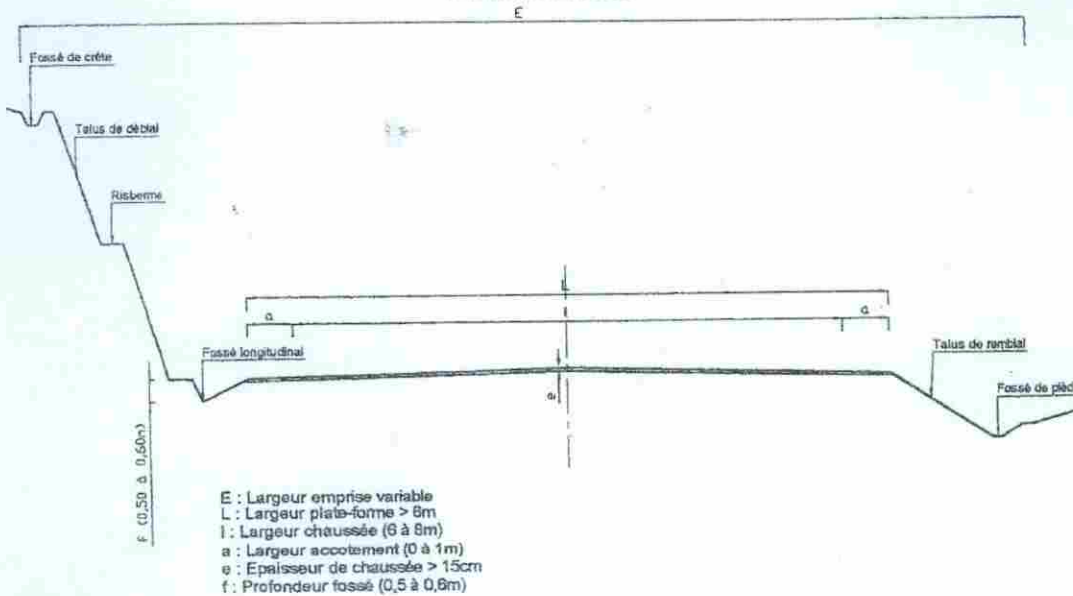 E
Fossé de crête
Talus de déblai
Risberme
L
a
l
a
Fossé longitudinal
Talus de remblai
e
Fossé de pied
F (0,50 à 0,60m)
E : Largeur emprise variable
L : Largeur plate-forme > 6m
l : Largeur chaussée (6 à 8m)
a : Largeur accotement (0 à 1m)
e : Epaisseur de chaussée > 15cm
f : Profondeur fossé (0,5 à 0,6m)